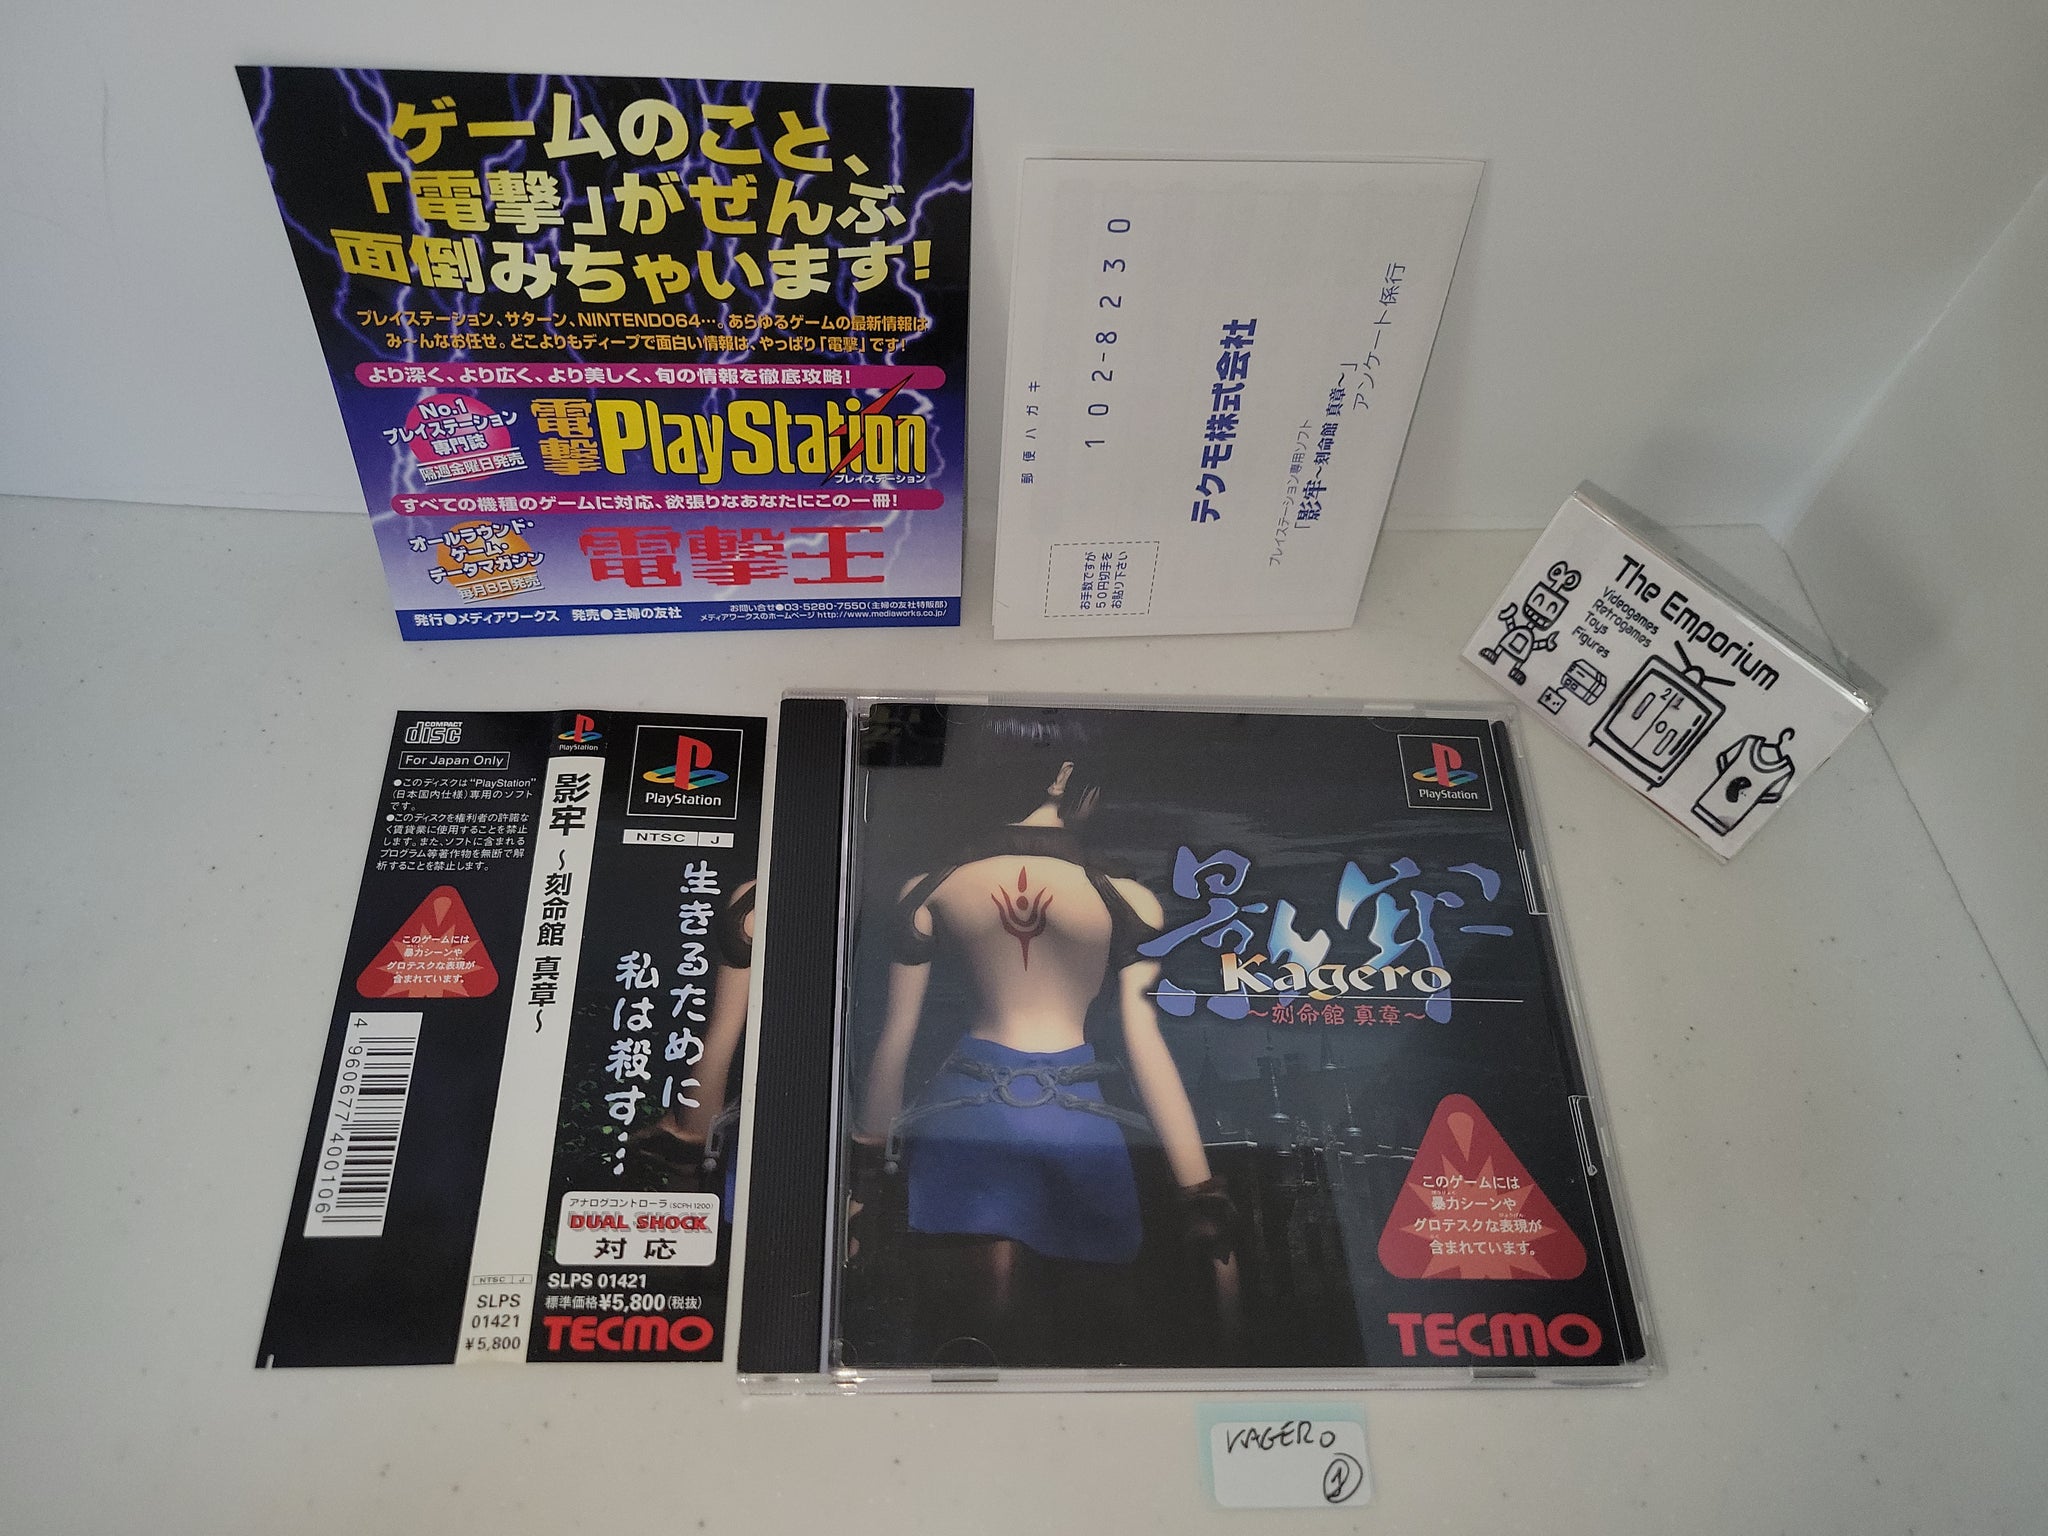 ゲームのこと、
「電撃」がぜんぶ
面倒みちゃいます!
プレイステーション、サターン、NINTENDO64…。あらゆるゲームの最新情報は
み〜んなお任せ。どこよりもディープで面白い情報は、やっぱり「電撃」です!
より深く、より広く、より美しく、旬の情報を徹底攻略!
No.1
プレイステーション
専門誌
隔週金曜日発売
電撃PlayStation
プレイステーション
すべての機種のゲームに対応、欲張りなあなたにこの一冊!
オールラウンド・
ゲーム・
データマガジン
毎月8日発売
電撃王
発行●メディアワークス 発売●主婦の友社
お問い合せ●03-5280-7550(主婦の友社特販部)
メディアワークスのホームページ http://www.mediaworks.co.jp/
郵便ハガキ
102-8230
テクモ株式会社
プレイステーション専用ソフト
「影牢〜刻命館 真章〜」
アンケート係行
お手数ですが
50円切手を
お貼り下さい
The Emporium
Videogames
Retrogames
Toys
Figures
COMPACT
disc
For Japan Only
●このディスクは"PlayStation"
(日本国内仕様)専用のソフト
です。
●このディスクを権利者の許諾な
く賃貸業に使用することを禁止
します。また、ソフトに含まれる
プログラム等著作物を無断で解
析することを禁止します。
このゲームには
暴力シーンや
グロテスクな表現が
含まれています。
4 960677 400106
PlayStation
影牢 〜刻命館 真章〜
NTSC J
SLPS
01421
¥5,800
PlayStation
NTSC J
生きるために
私は殺す…
アナログコントローラ(SCPH 1200)
DUAL SHOCK
対応
SLPS 01421
標準価格¥5,800(税抜)
TECMO
PlayStation
影牢
Kagero
〜刻命館 真章〜
このゲームには
暴力シーンや
グロテスクな表現が
含まれています。
TECMO
KAGERO
1